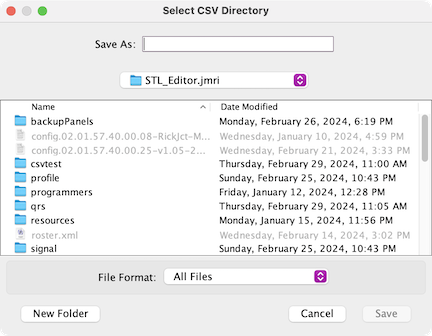 Select CSV Directory
Save As:
STL_Editor.jmri
Name Date Modified
backupPanels Monday, February 26, 2024, 6:19 PM
config.02.01.57.40.00.08-RickJct-M... Wednesday, January 10, 2024, 4:59 PM
config.02.01.57.40.00.25-v1.05-2... Wednesday, February 21, 2024, 3:33 PM
csvtest Thursday, February 29, 2024, 11:00 AM
profile Sunday, February 25, 2024, 10:43 PM
programmers Friday, January 12, 2024, 12:28 PM
qrs Thursday, February 29, 2024, 11:05 AM
resources Monday, January 15, 2024, 11:56 PM
roster.xml Wednesday, February 14, 2024, 3:02 PM
signal Sunday, February 25, 2024, 10:43 PM
File Format: All Files
New Folder Cancel Save